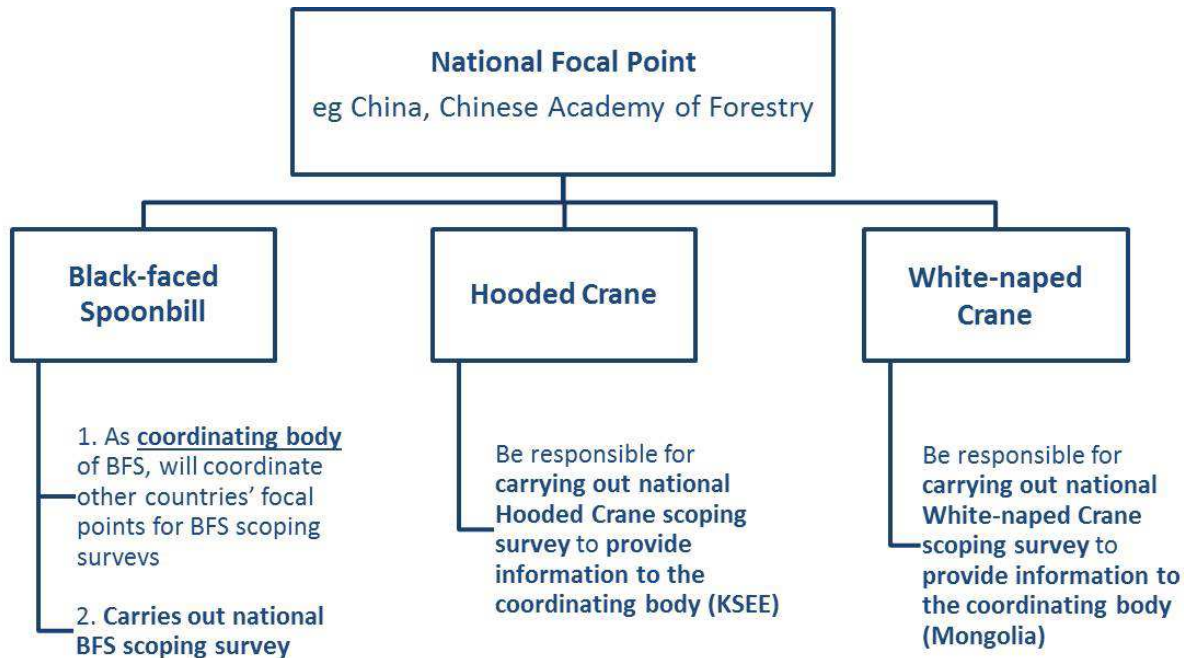 National Focal Point
eg China, Chinese Academy of Forestry
Black-faced
Spoonbill
Hooded Crane
White-naped
Crane
1. As coordinating body
of BFS, will coordinate
other countries’ focal
points for BFS scoping
survevs
2. Carries out national
BFS scoping survey
Be responsible for
carrying out national
Hooded Crane scoping
survey to provide
information to the
coordinating body (KSEE)
Be responsible for
carrying out national
White-naped Crane
scoping survey to
provide information to
the coordinating body
(Mongolia)